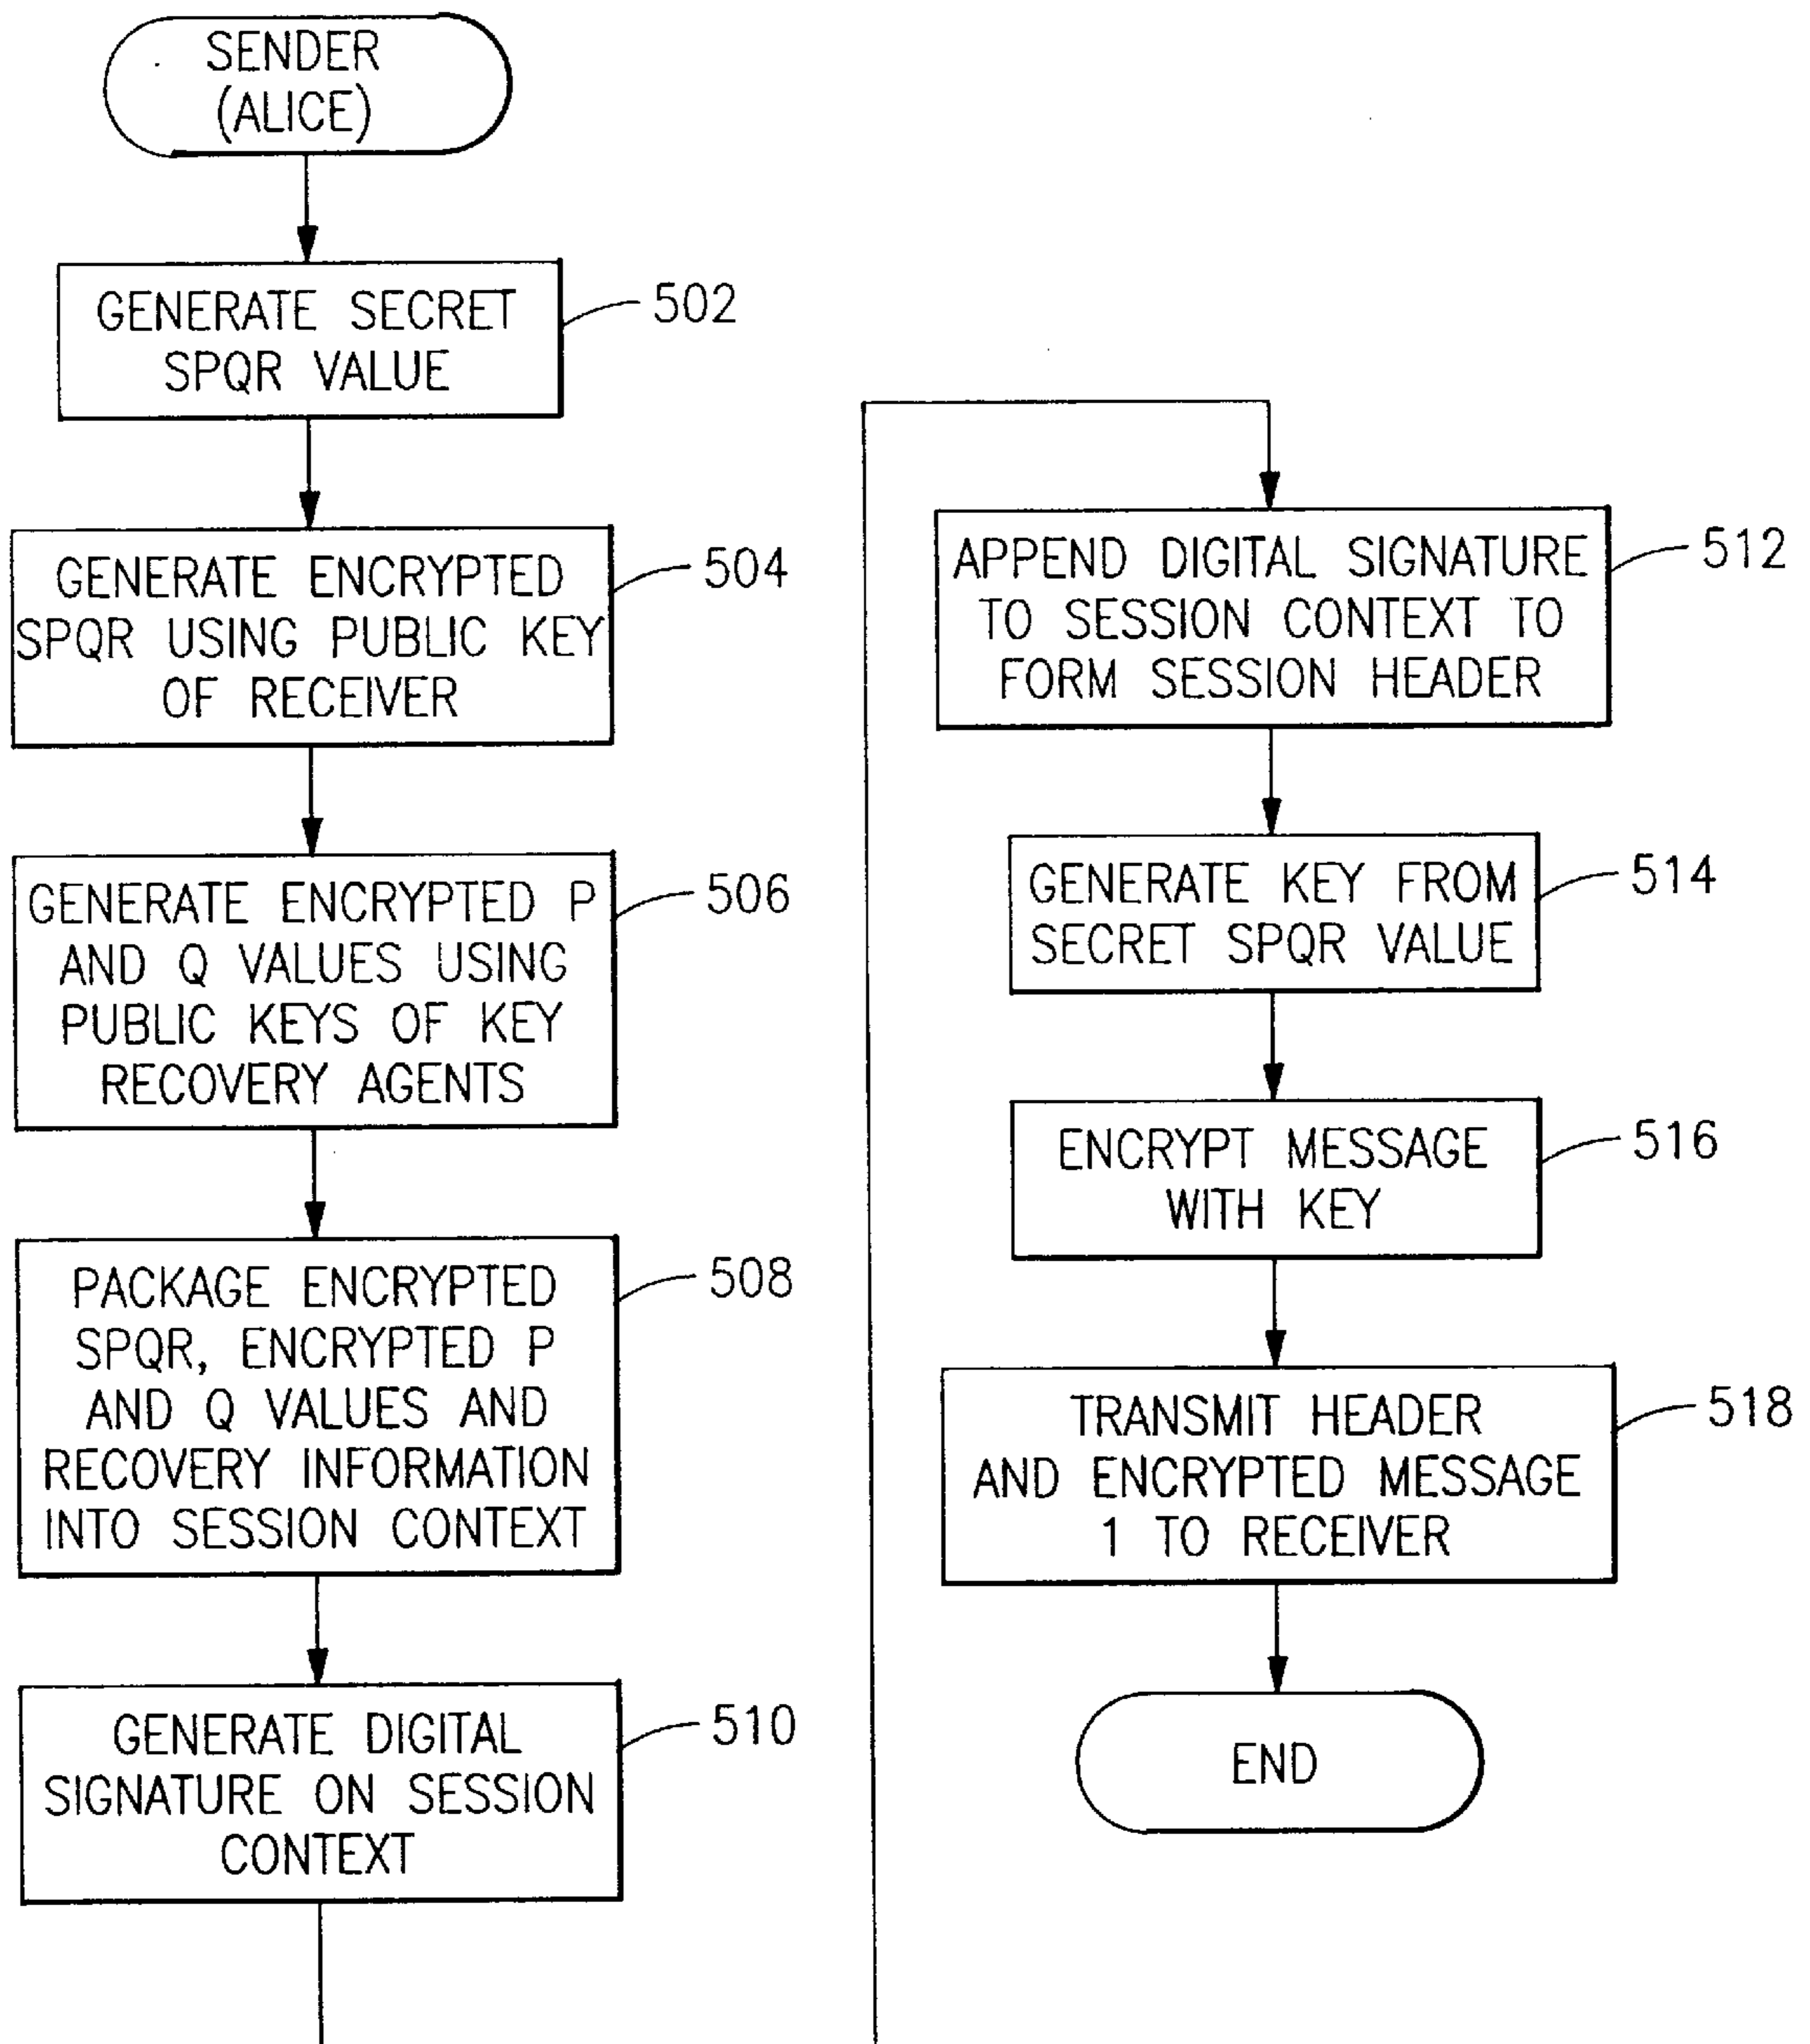 SENDER
(ALICE)
GENERATE SECRET
SPQR VALUE
502
GENERATE ENCRYPTED
SPQR USING PUBLIC KEY
OF RECEIVER
504
GENERATE ENCRYPTED P
AND Q VALUES USING
PUBLIC KEYS OF KEY
RECOVERY AGENTS
506
PACKAGE ENCRYPTED
SPQR, ENCRYPTED P
AND Q VALUES AND
RECOVERY INFORMATION
INTO SESSION CONTEXT
508
GENERATE DIGITAL
SIGNATURE ON SESSION
CONTEXT
510
APPEND DIGITAL SIGNATURE
TO SESSION CONTEXT TO
FORM SESSION HEADER
512
GENERATE KEY FROM
SECRET SPQR VALUE
514
ENCRYPT MESSAGE
WITH KEY
516
TRANSMIT HEADER
AND ENCRYPTED MESSAGE
1 TO RECEIVER
518
END